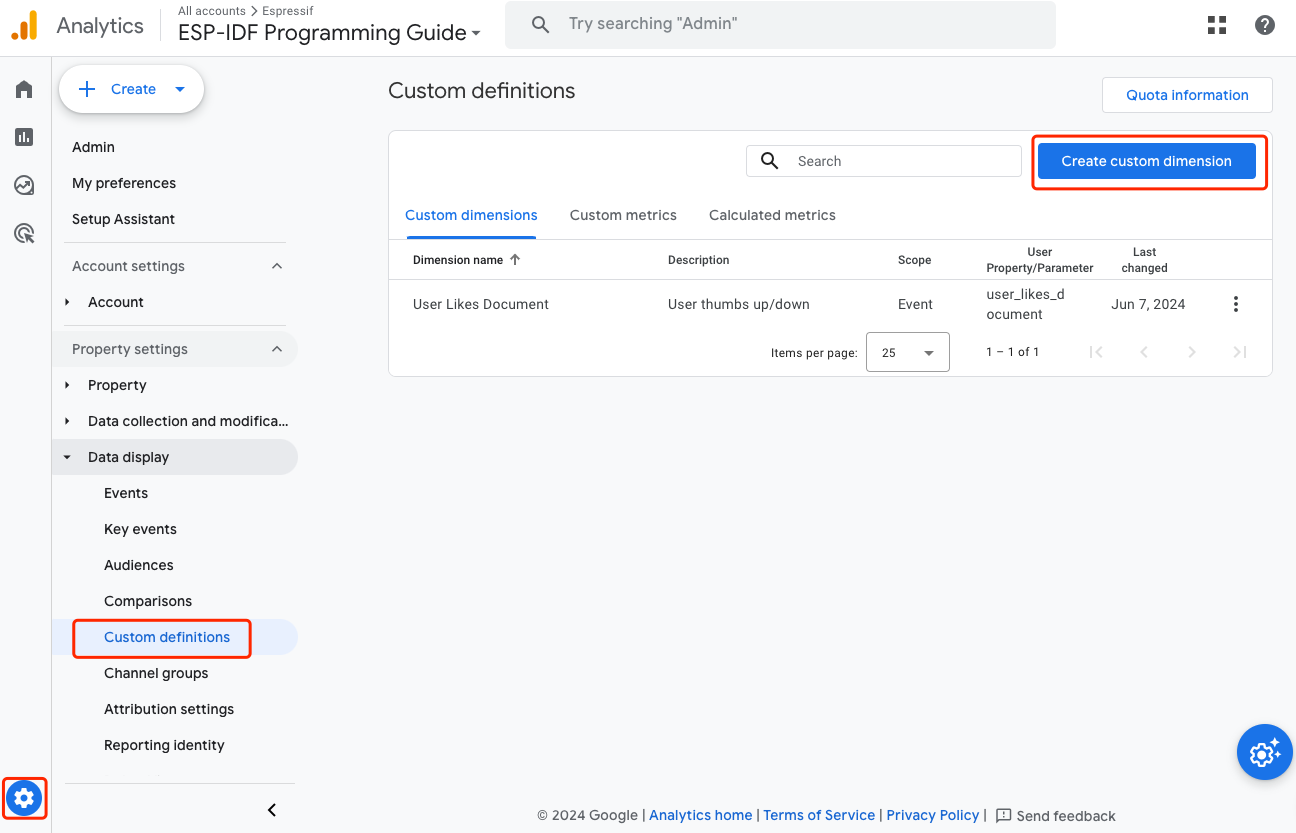 Analytics
All accounts > Espressif
ESP-IDF Programming Guide
Try searching "Admin"
Create
Admin
My preferences
Setup Assistant
Account settings
Account
Property settings
Property
Data collection and modifica...
Data display
Events
Key events
Audiences
Comparisons
Custom definitions
Channel groups
Attribution settings
Reporting identity
Custom definitions
Quota information
Search
Create custom dimension
Custom dimensions Custom metrics Calculated metrics
Dimension name Description Scope User Property/Parameter Last changed
User Likes Document User thumbs up/down Event user_likes_d
ocument Jun 7, 2024
Items per page: 25 1 – 1 of 1
© 2024 Google | Analytics home | Terms of Service | Privacy Policy | Send feedback